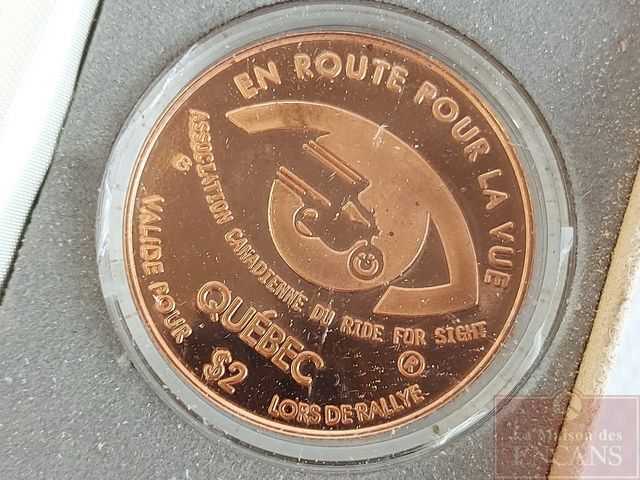 EN ROUTE POUR LA VUE
ASSOCIATION CANADIENNE DU RIDE FOR SIGHT
©
®
QUÉBEC
VALIDE POUR
$2
LORS DE RALLYE
La Maison des
ENCANS